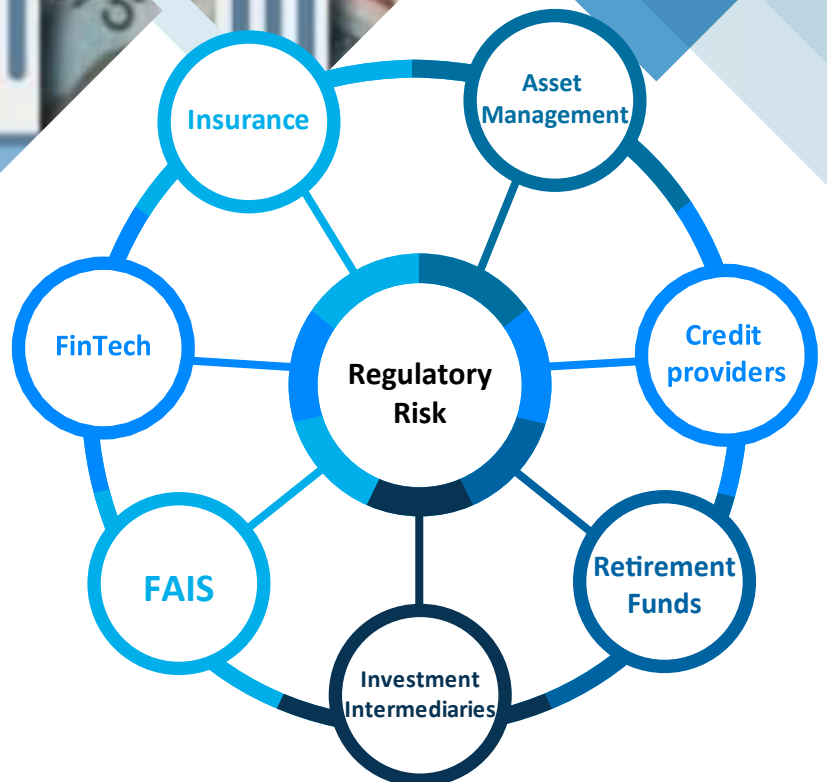 Insurance
Asset
Management
FinTech
Credit
providers
Regulatory
Risk
FAIS
Retirement
Funds
Investment
Intermediaries